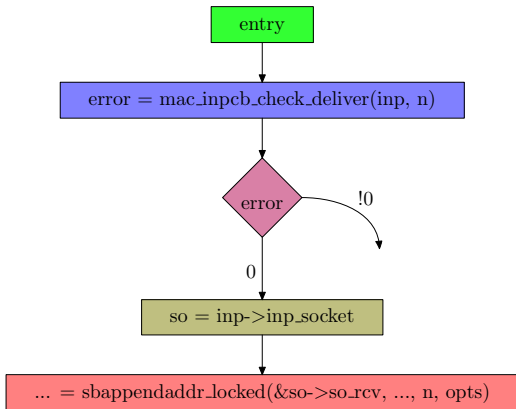 entry
error = mac_inpcb_check_deliver(inp, n)
error
!0
0
so = inp->inp_socket
... = sbappendaddr_locked(&so->so_rcv, ..., n, opts)